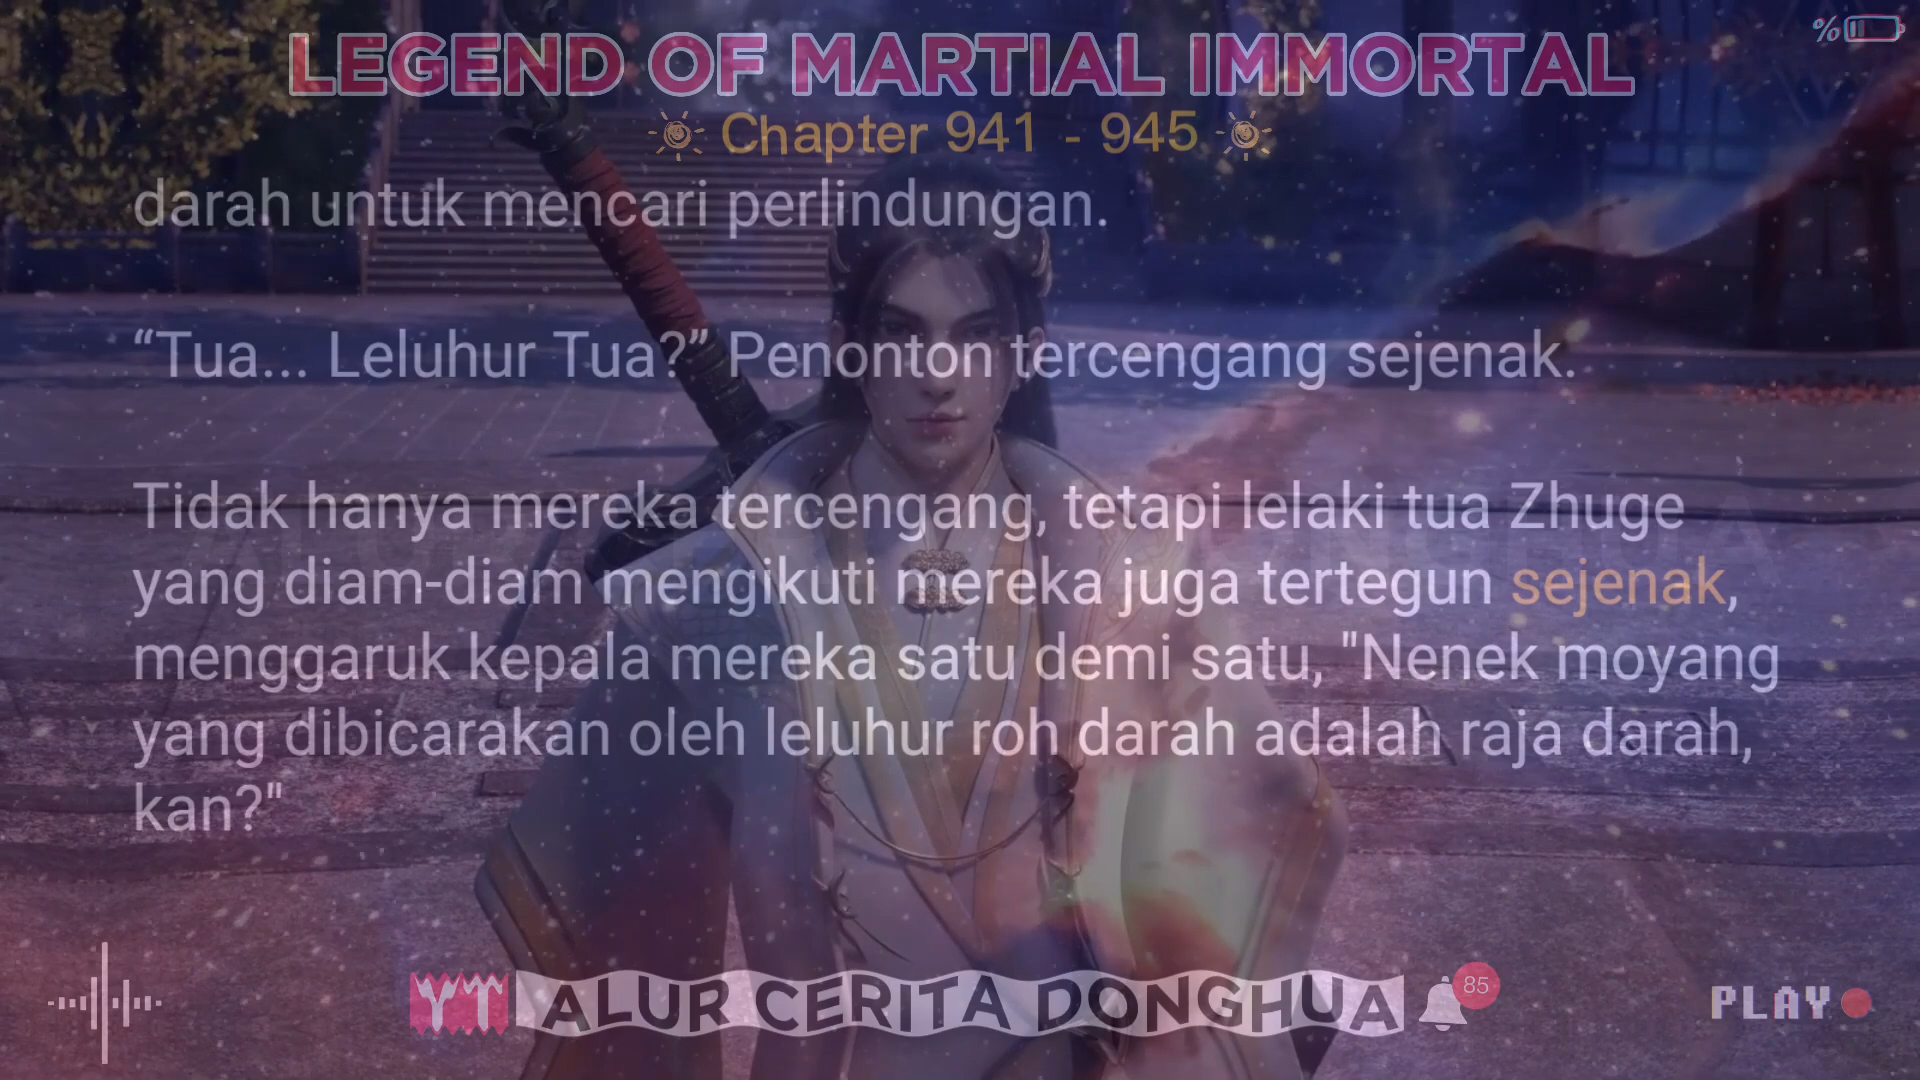 LEGEND OF MARTIAL IMMORTAL
%
Chapter 941 - 945
darah untuk mencari perlindungan.
“Tua... Leluhur Tua?” Penonton tercengang sejenak.
Tidak hanya mereka tercengang, tetapi lelaki tua Zhuge
yang diam-diam mengikuti mereka juga tertegun sejenak,
menggaruk kepala mereka satu demi satu, "Nenek moyang
yang dibicarakan oleh leluhur roh darah adalah raja darah,
kan?"
YT ALUR CERITA DONGHUA 85
PLAY